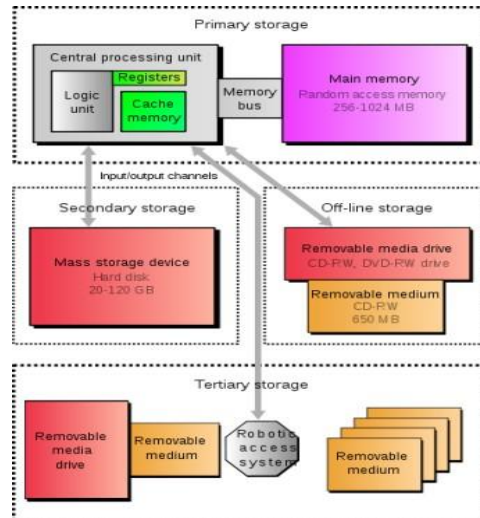 Primary storage
Central processing unit
Logic
unit
Registers
Cache
memory
Memory
bus
Main memory
Random access memory
256-1024 MB
Input/output channels
Secondary storage
Mass storage device
Hard disk
20-120 GB
Off-line storage
Removable media drive
CD-RW, DVD-RW drive
Removable medium
CD-RW
650 MB
Tertiary storage
Removable
media
drive
Removable
medium
Robotic
access
system
Removable
medium